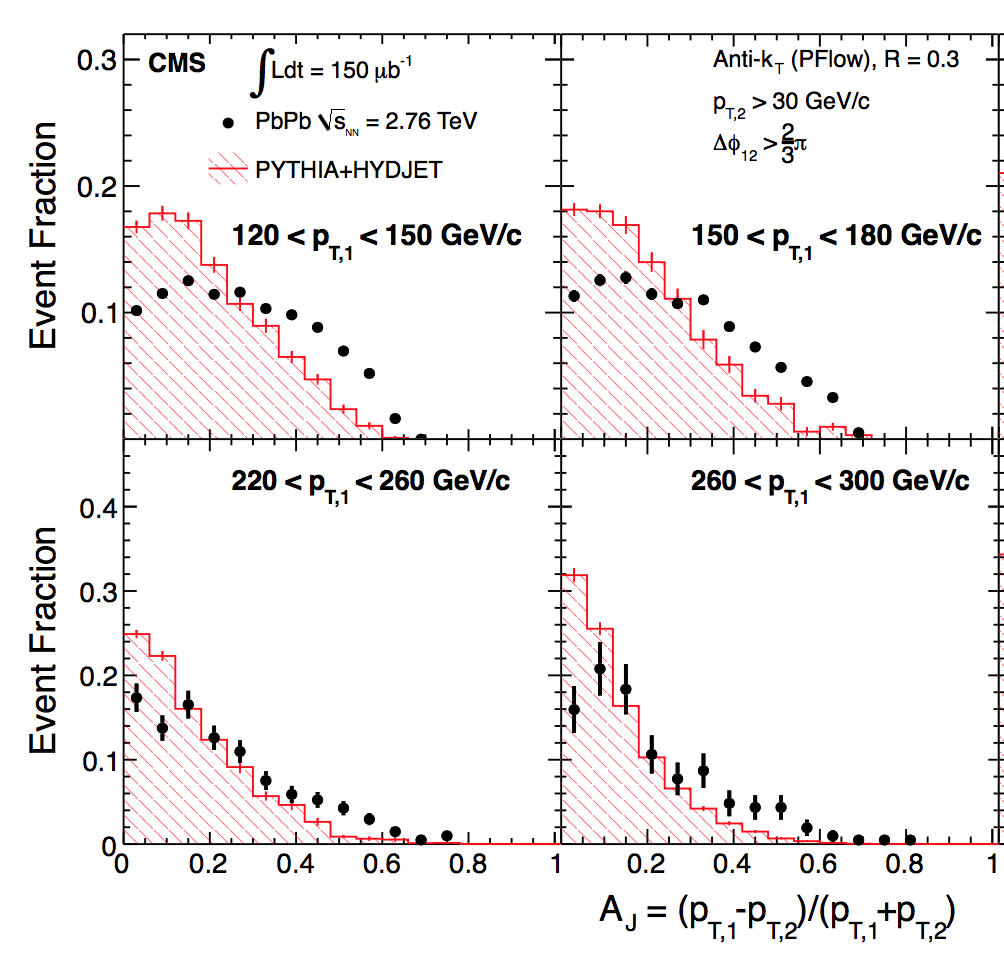 CMS
∫Ldt = 150 μb⁻¹
PbPb √s_NN = 2.76 TeV
PYTHIA+HYDJET
120 < p_T,1 < 150 GeV/c
Anti-k_T (PFlow), R = 0.3
p_T,2 > 30 GeV/c
Δϕ_12 > 2/3 π
150 < p_T,1 < 180 GeV/c
0.3
0.2
0.1
Event Fraction
220 < p_T,1 < 260 GeV/c
260 < p_T,1 < 300 GeV/c
0.4
0.3
0.2
0.1
0
Event Fraction
0 0.2 0.4 0.6 0.8 1 0.2 0.4 0.6 0.8 1
A_J = (p_T,1-p_T,2)/(p_T,1+p_T,2)